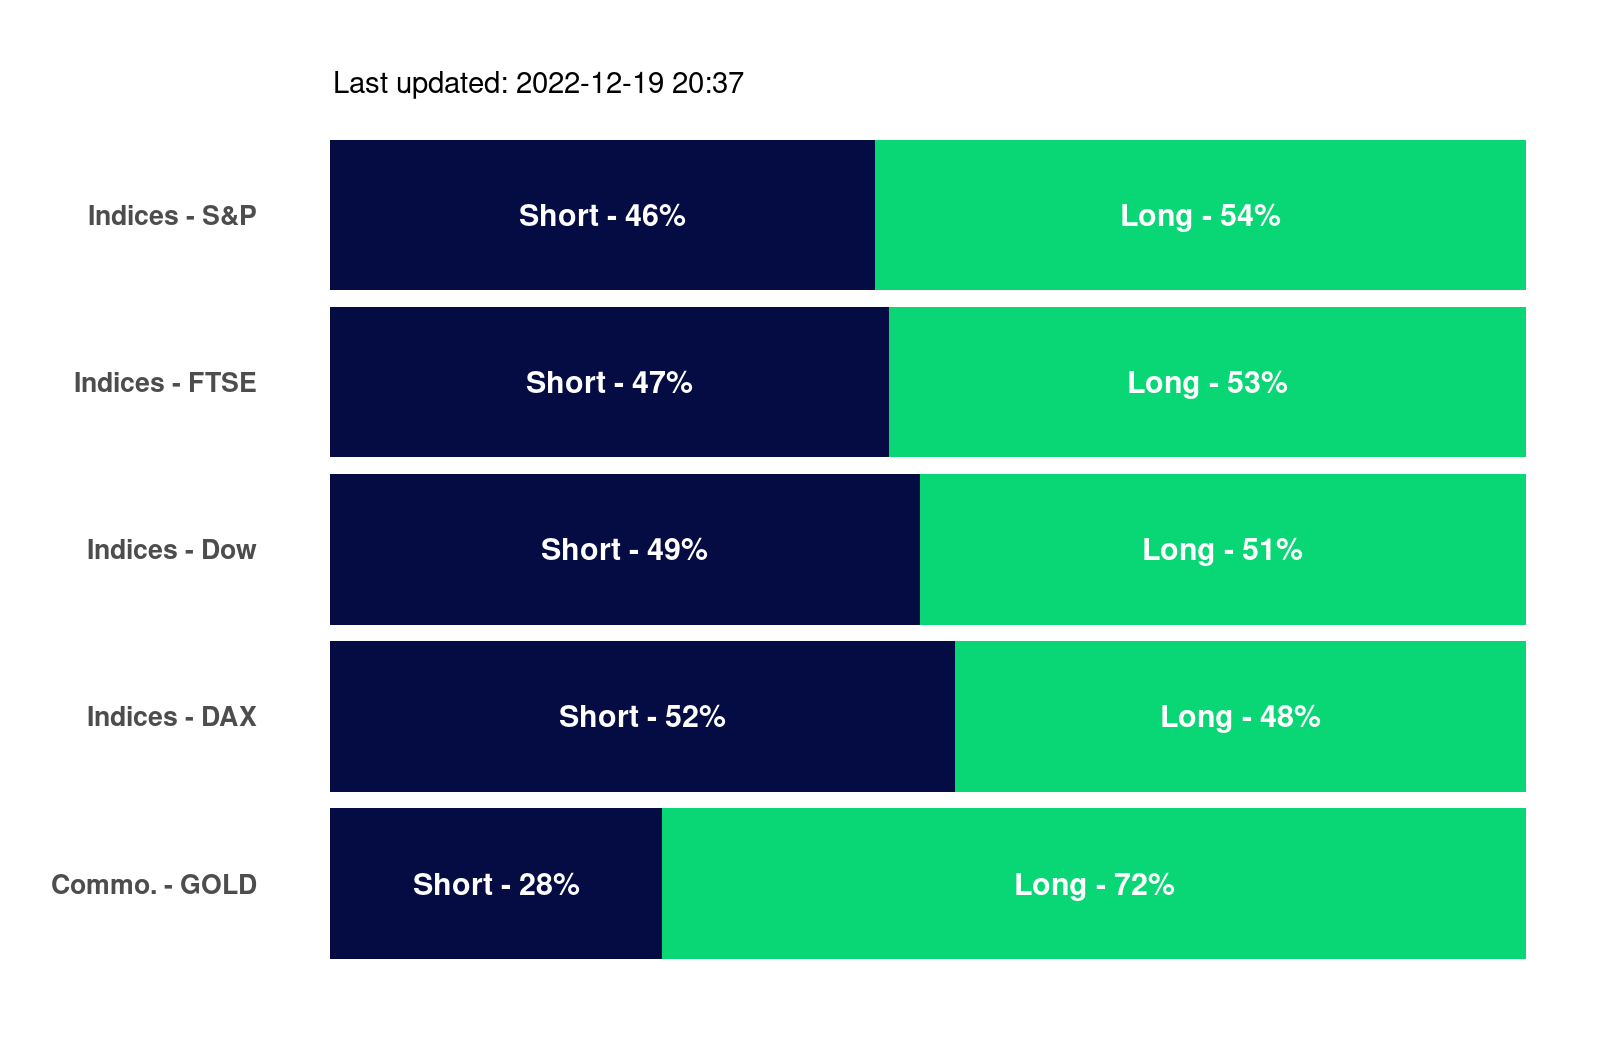 Last updated: 2022-12-19 20:37
Indices - S&P Short - 46% Long - 54%
Indices - FTSE Short - 47% Long - 53%
Indices - Dow Short - 49% Long - 51%
Indices - DAX Short - 52% Long - 48%
Commo. - GOLD Short - 28% Long - 72%